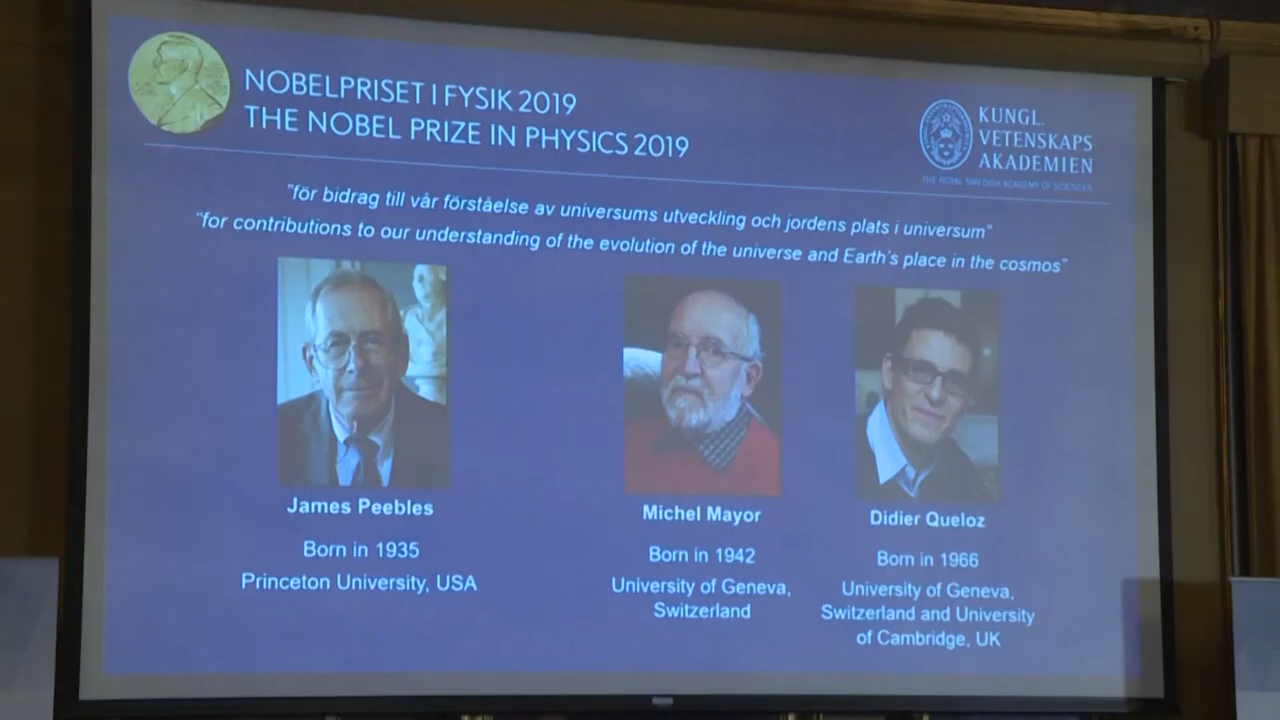 NOBELPRISET I FYSIK 2019
THE NOBEL PRIZE IN PHYSICS 2019
KUNGL.
VETENSKAPS
AKADEMIEN
THE ROYAL SWEDISH ACADEMY OF SCIENCES
"för bidrag till vår förståelse av universums utveckling och jordens plats i universum"
"for contributions to our understanding of the evolution of the universe and Earth's place in the cosmos"
James Peebles
Born in 1935
Princeton University, USA
Michel Mayor
Born in 1942
University of Geneva,
Switzerland
Didier Queloz
Born in 1966
University of Geneva,
Switzerland and University
of Cambridge, UK